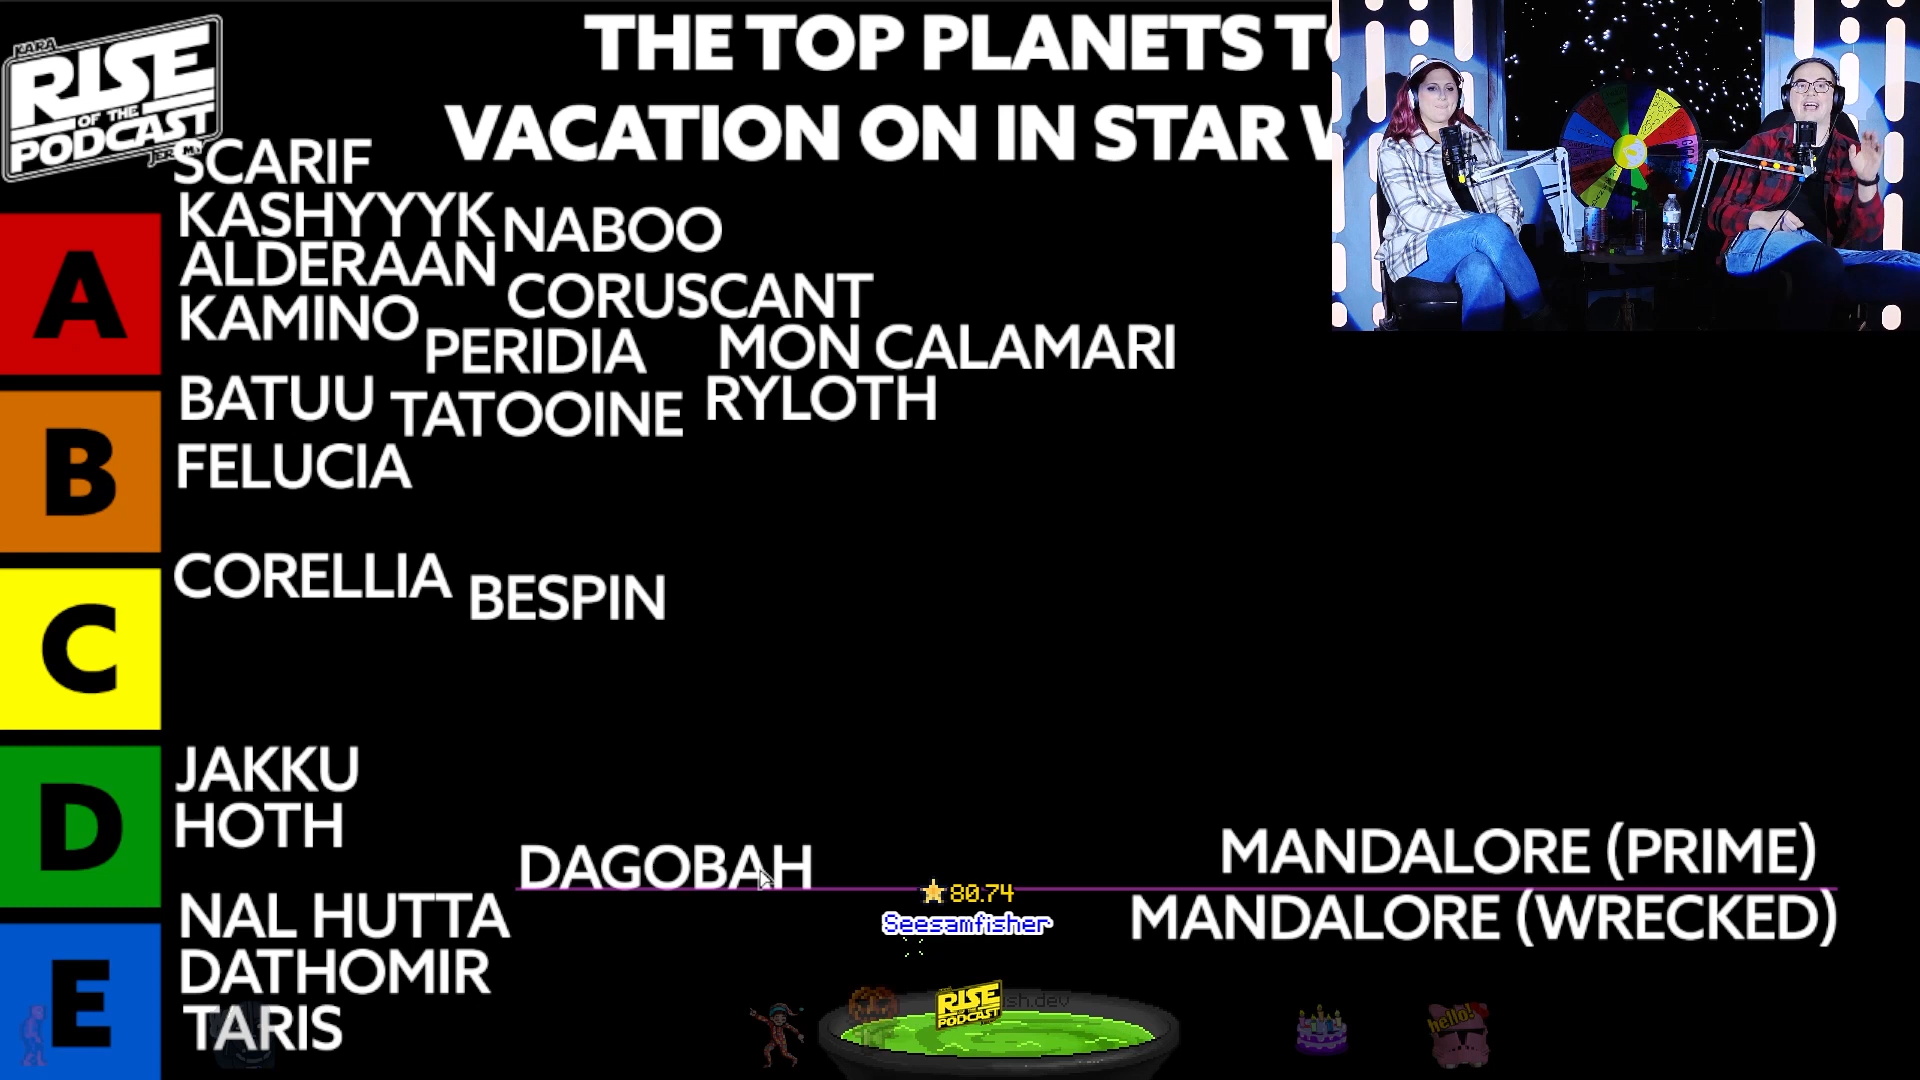 KARA
RISE
OF THE
PODCAST
THE TOP PLANETS TO
VACATION ON IN STAR W
SCARIF
KASHYYYK
NABOO
ALDERAAN
CORUSCANT
KAMINO
PERIDIA
MON CALAMARI
A
BATUU
TATOOINE
RYLOTH
FELUCIA
B
CORELLIA
BESPIN
C
JAKKU
HOTH
D
DAGOBAH
MANDALORE (PRIME)
80.74
Seesamfisher
MANDALORE (WRECKED)
NAL HUTTA
DATHOMIR
TARIS
E
RISE
PODCAST
hello!